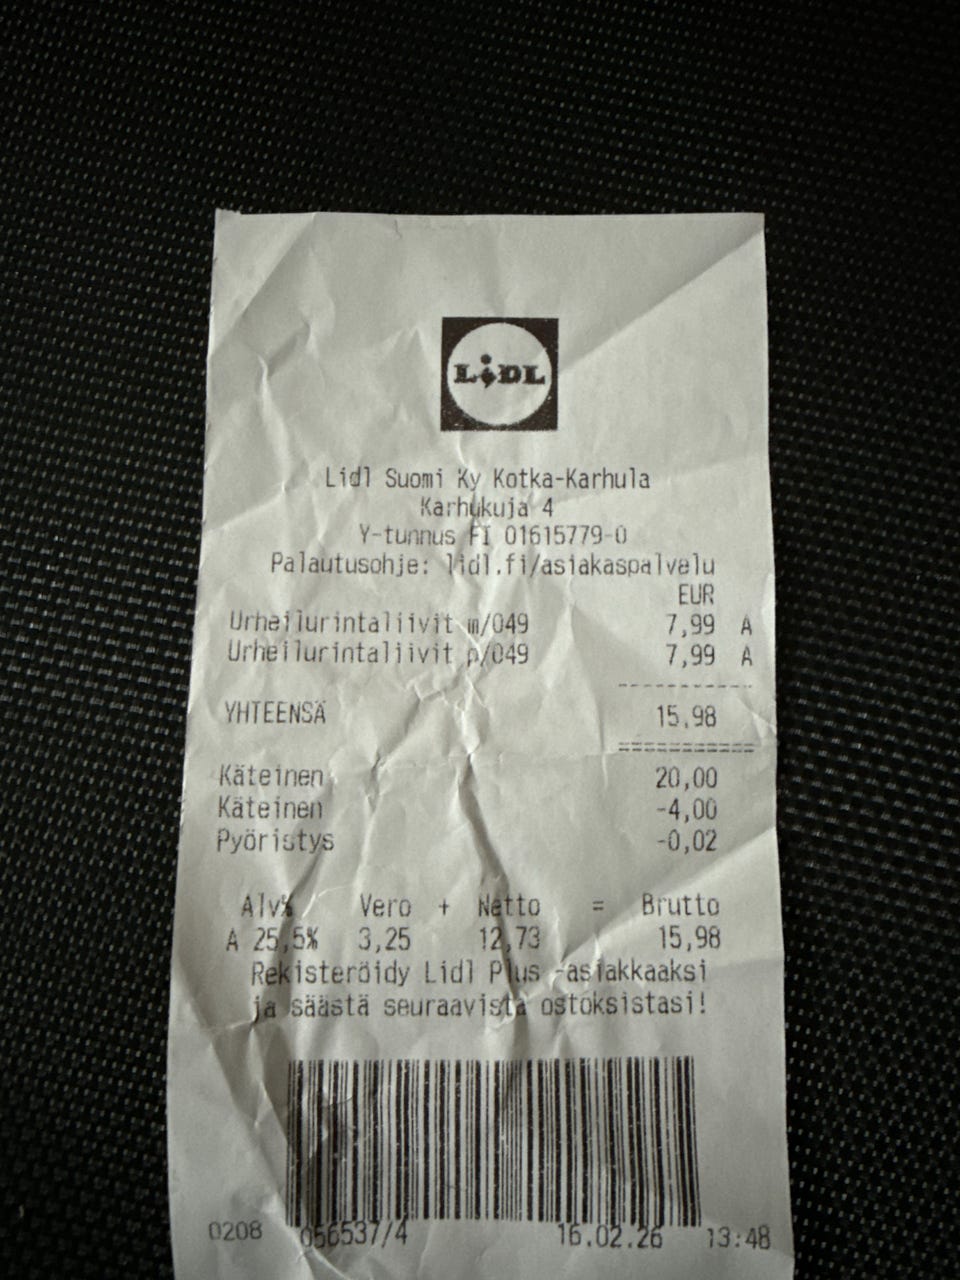 LIDL
Lidl Suomi Ky Kotka-Karhula
Karhukuja 4
Y-tunnus FI 01615779-0
Palautusohje: lidl.fi/asiakaspalvelu
EUR
Urheilurintaliivit m/049 7,99 A
Urheilurintaliivit p/049 7,99 A
YHTEENSÄ 15,98
Käteinen 20,00
Käteinen -4,00
Pyöristys -0,02
Alv% Vero + Netto = Brutto
A 25,5% 3,25 12,73 15,98
Rekisteröidy Lidl Plus -asiakkaaksi
ja säästä seuraavista ostoksistasi!
0208 056537/4 16.02.26 13:48